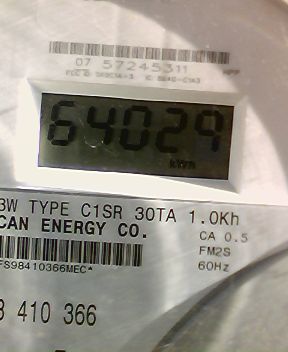 07 57245311
64029
kWh
3W TYPE C1SR 30TA 1.0Kh
CAN ENERGY CO.
CA 0.5
FM2S
60Hz
FS98410366MEC*
410 366